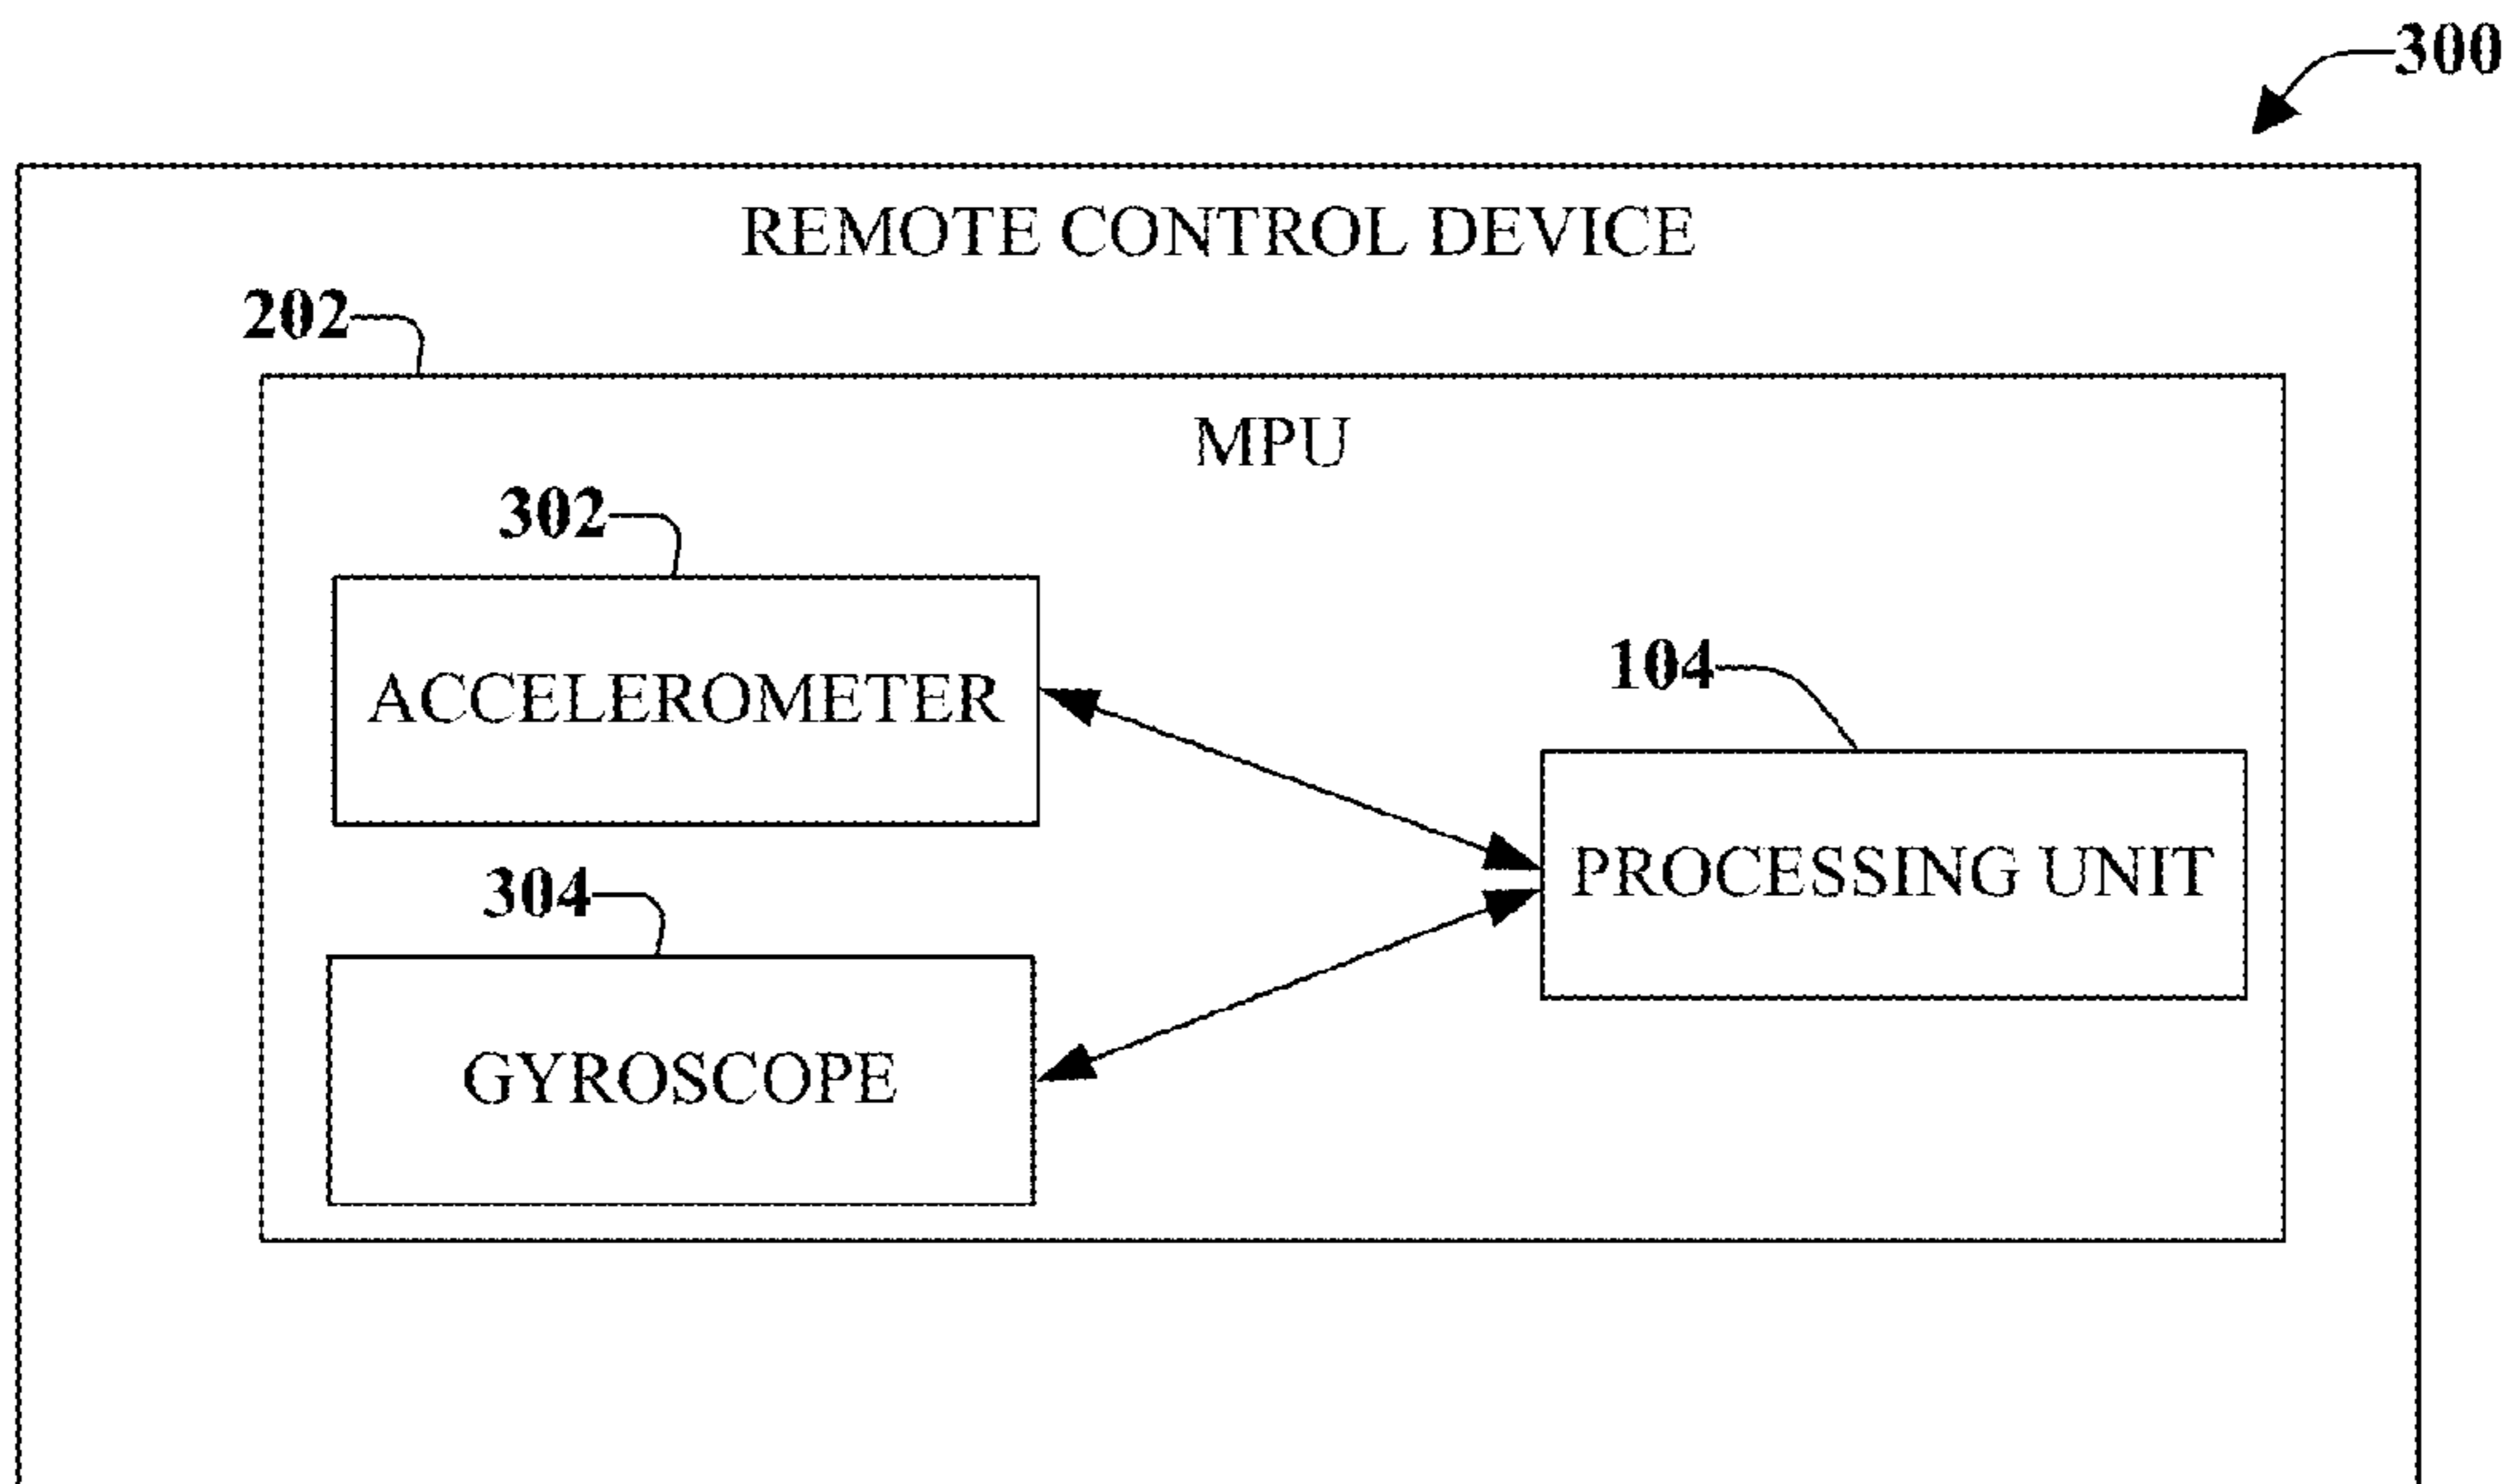 300
REMOTE CONTROL DEVICE
202
MPU
302
ACCELEROMETER
104
PROCESSING UNIT
304
GYROSCOPE